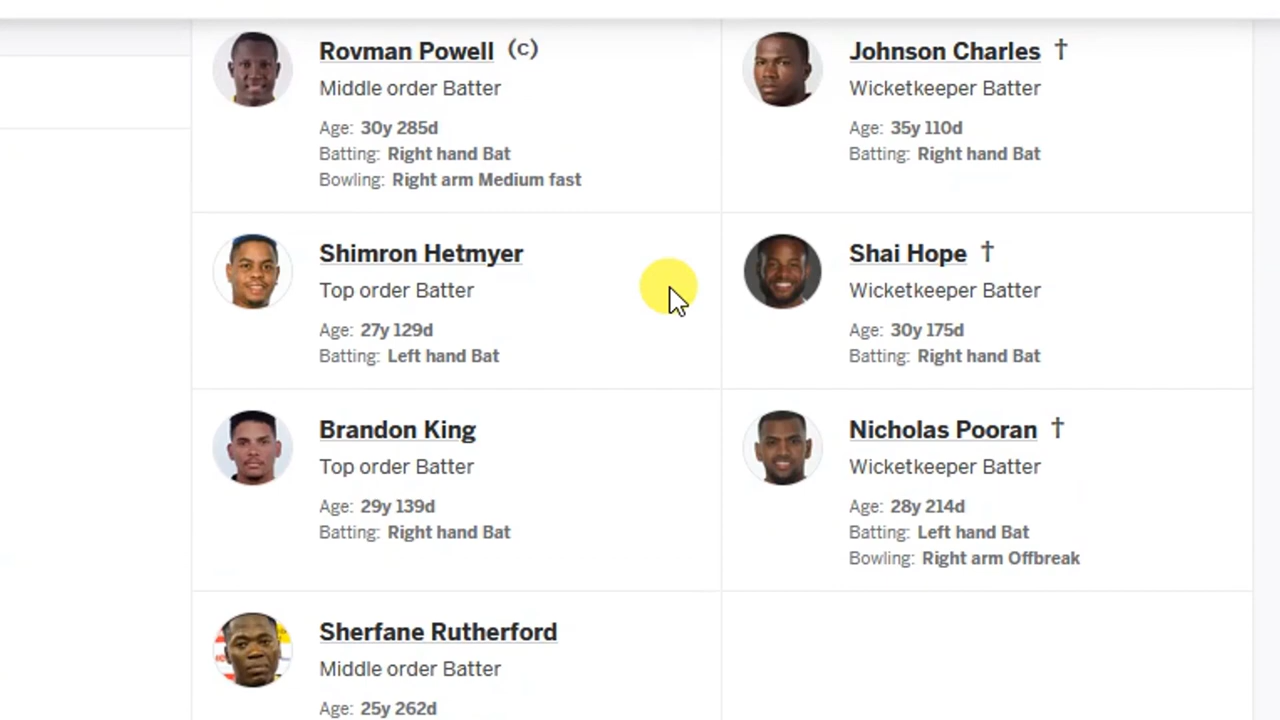 Rovman Powell (c)
Middle order Batter
Age: 30y 285d
Batting: Right hand Bat
Bowling: Right arm Medium fast
Johnson Charles †
Wicketkeeper Batter
Age: 35y 110d
Batting: Right hand Bat
Shimron Hetmyer
Top order Batter
Age: 27y 129d
Batting: Left hand Bat
Shai Hope †
Wicketkeeper Batter
Age: 30y 175d
Batting: Right hand Bat
Brandon King
Top order Batter
Age: 29y 139d
Batting: Right hand Bat
Nicholas Pooran †
Wicketkeeper Batter
Age: 28y 214d
Batting: Left hand Bat
Bowling: Right arm Offbreak
Sherfane Rutherford
Middle order Batter
Age: 25y 262d